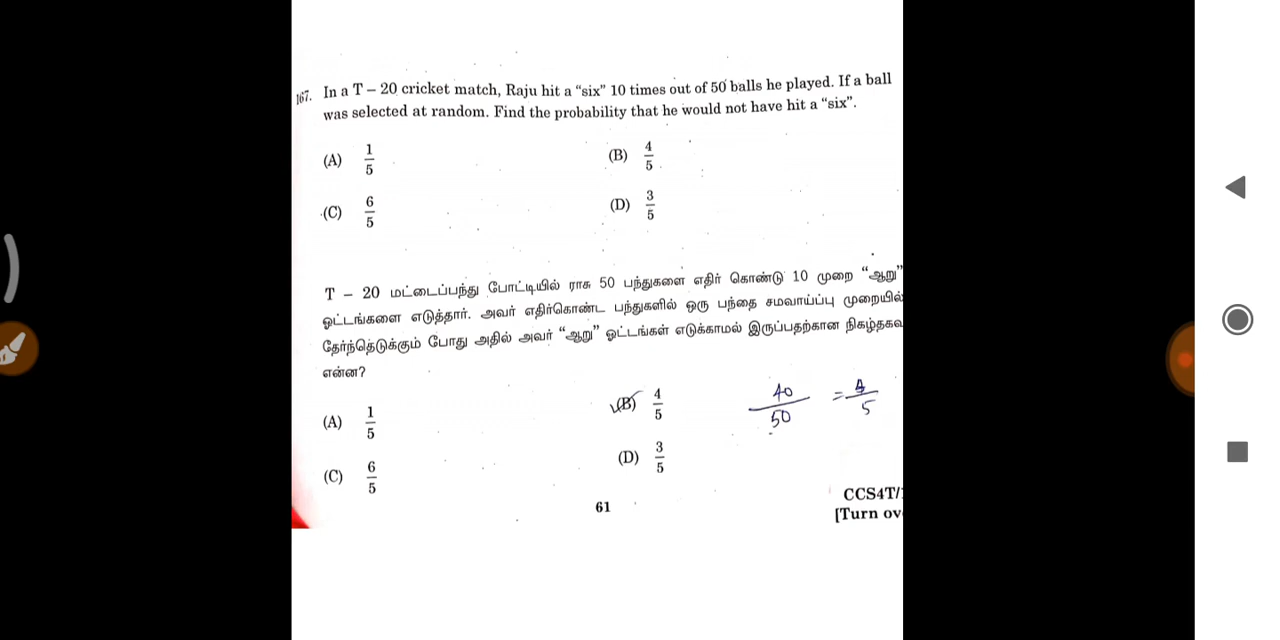 167. In a T – 20 cricket match, Raju hit a “six” 10 times out of 50 balls he played. If a ball
was selected at random. Find the probability that he would not have hit a “six”.
(A) 1/5 (B) 4/5
(C) 6/5 (D) 3/5
T – 20 மட்டைப்பந்து போட்டியில் ராசு 50 பந்துகளை எதிர் கொண்டு 10 முறை “ஆறு”
ஓட்டங்களை எடுத்தார். அவர் எதிர்கொண்ட பந்துகளில் ஒரு பந்தை சமவாய்ப்பு முறையில்
தேர்ந்தெடுக்கும் போது அதில் அவர் “ஆறு” ஓட்டங்கள் எடுக்காமல் இருப்பதற்கான நிகழ்தகவ
என்ன?
(A) 1/5 (B) 4/5 40/50 = 4/5
(C) 6/5 (D) 3/5
61
CCS4T/
[Turn ov